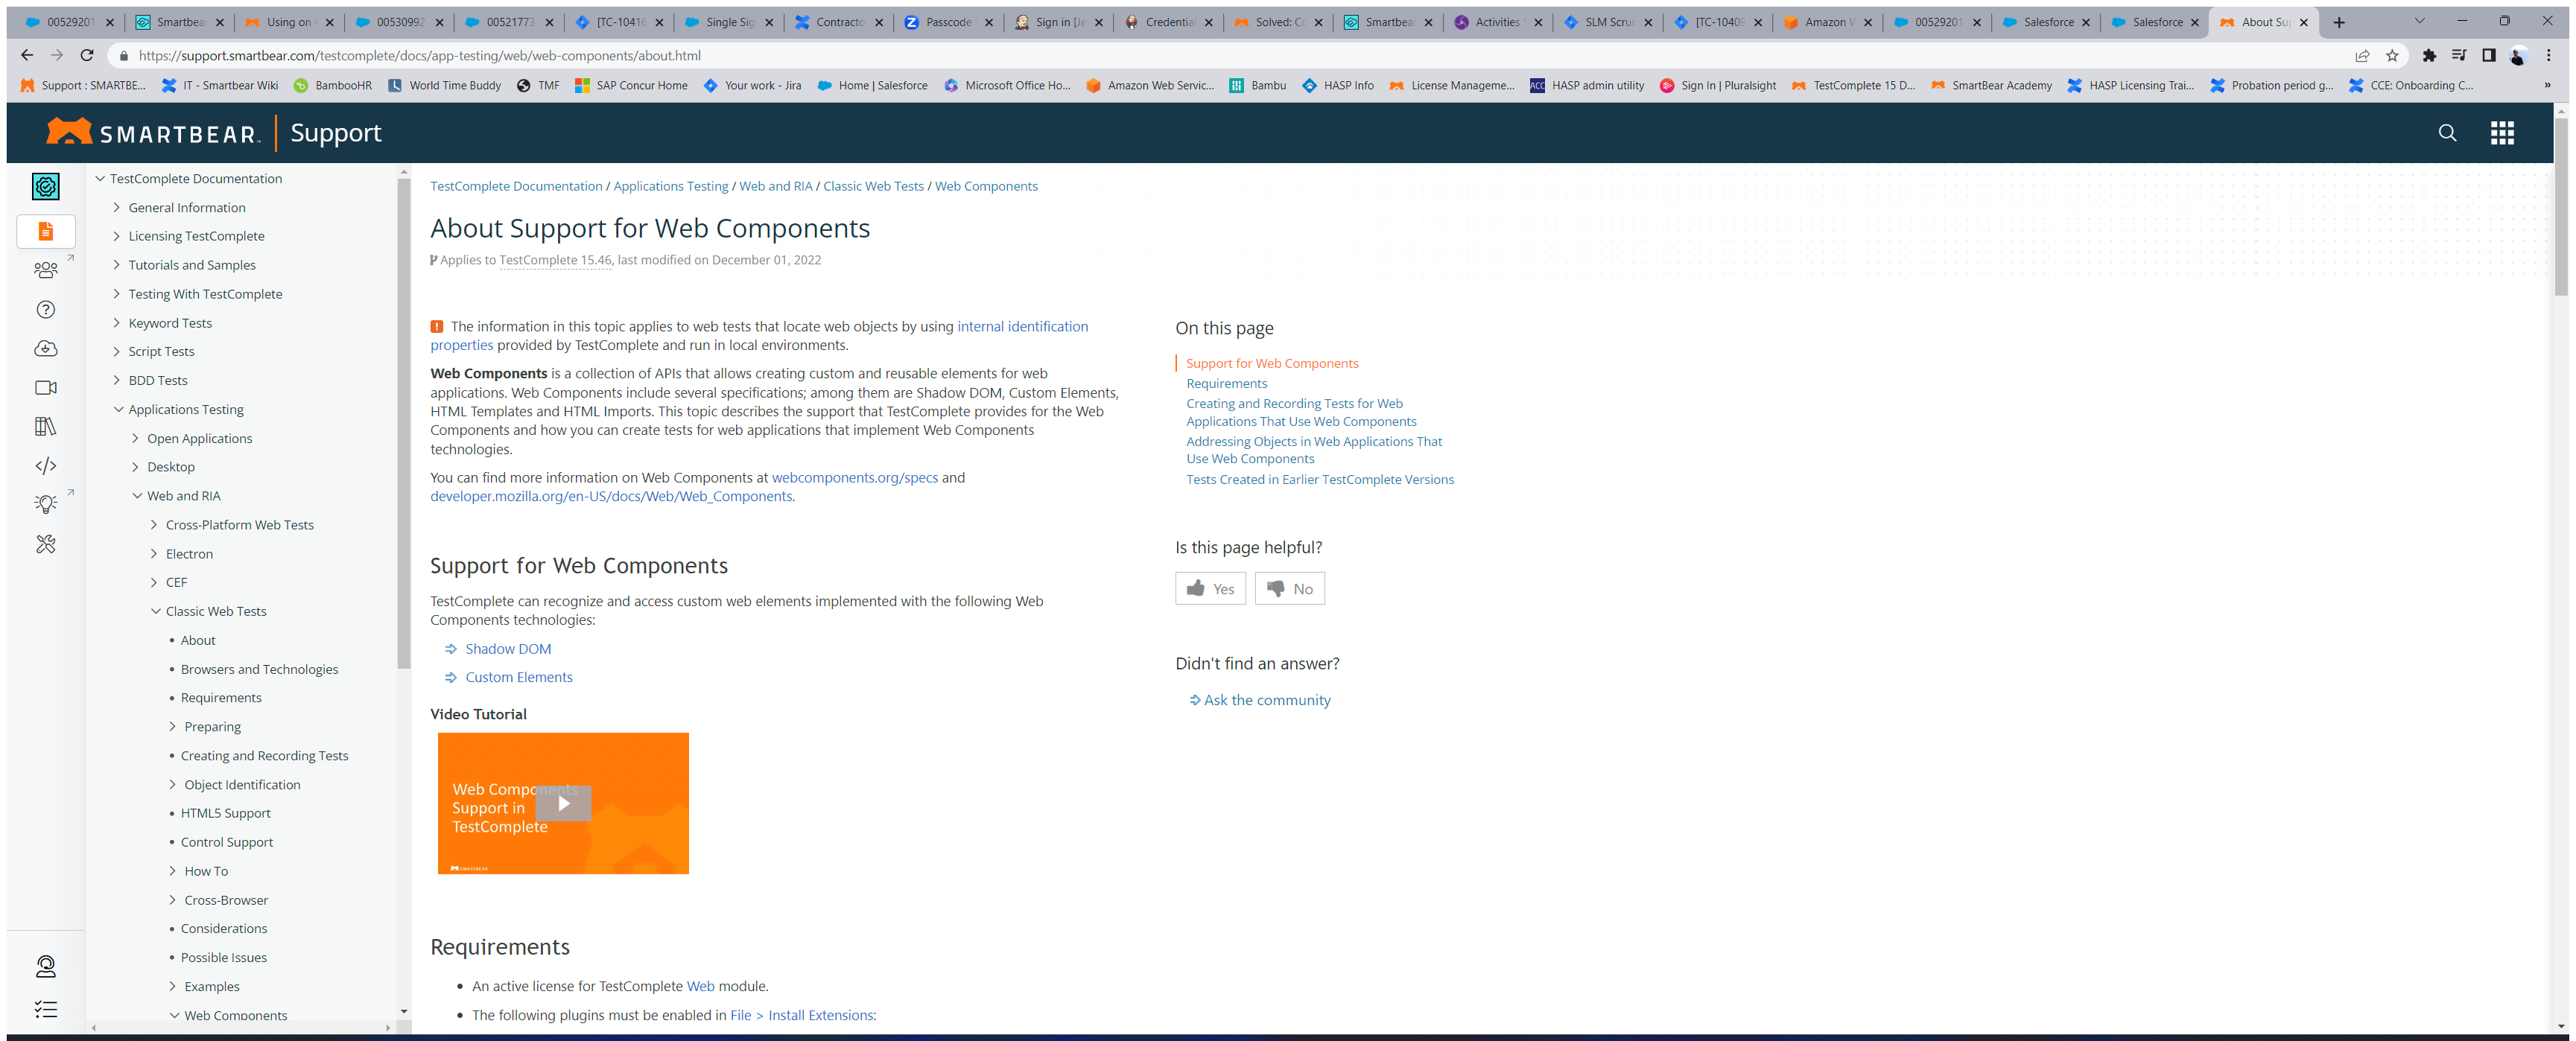 00529201
Smartbear
Using on
00530992
00521773
[TC-1041
Single Sig
Contracto
Passcode
Sign in [Je
Credential
Solved: Co
Smartbear
Activities
SLM Scrum
[TC-10409
Amazon W
00529201
Salesforce
Salesforce
About Sup
https://support.smartbear.com/testcomplete/docs/app-testing/web/web-components/about.html
Support : SMARTBE...
IT - Smartbear Wiki
BambooHR
World Time Buddy
TMF
SAP Concur Home
Your work - Jira
Home | Salesforce
Microsoft Office Ho...
Amazon Web Servic...
Bambu
HASP Info
License Manageme...
ACC
HASP admin utility
Sign In | Pluralsight
TestComplete 15 D...
SmartBear Academy
HASP Licensing Trai...
Probation period g...
CCE: Onboarding C...
»
SMARTBEAR
Support
TestComplete Documentation
General Information
Licensing TestComplete
Tutorials and Samples
Testing With TestComplete
Keyword Tests
Script Tests
BDD Tests
Applications Testing
Open Applications
Desktop
Web and RIA
Cross-Platform Web Tests
Electron
CEF
Classic Web Tests
• About
• Browsers and Technologies
• Requirements
Preparing
• Creating and Recording Tests
Object Identification
• HTML5 Support
• Control Support
How To
Cross-Browser
• Considerations
• Possible Issues
Examples
Web Components
TestComplete Documentation / Applications Testing / Web and RIA / Classic Web Tests / Web Components
About Support for Web Components
Applies to TestComplete 15.46, last modified on December 01, 2022
The information in this topic applies to web tests that locate web objects by using internal identification
properties provided by TestComplete and run in local environments.
Web Components is a collection of APIs that allows creating custom and reusable elements for web
applications. Web Components include several specifications; among them are Shadow DOM, Custom Elements,
HTML Templates and HTML Imports. This topic describes the support that TestComplete provides for the Web
Components and how you can create tests for web applications that implement Web Components
technologies.
You can find more information on Web Components at webcomponents.org/specs and
developer.mozilla.org/en-US/docs/Web/Web_Components.
Support for Web Components
TestComplete can recognize and access custom web elements implemented with the following Web
Components technologies:
Shadow DOM
Custom Elements
Video Tutorial
Web Components
Support in
TestComplete
SMARTBEAR
Requirements
• An active license for TestComplete Web module.
• The following plugins must be enabled in File > Install Extensions:
On this page
Support for Web Components
Requirements
Creating and Recording Tests for Web
Applications That Use Web Components
Addressing Objects in Web Applications That
Use Web Components
Tests Created in Earlier TestComplete Versions
Is this page helpful?
Yes
No
Didn't find an answer?
Ask the community